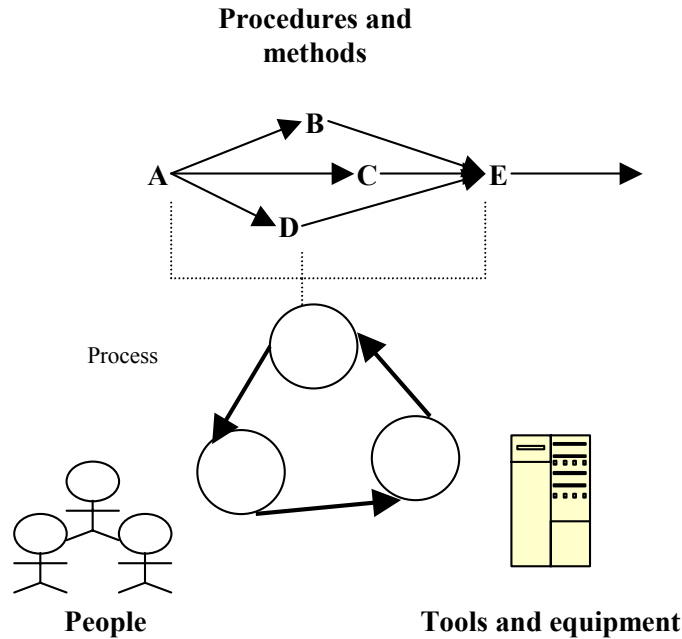 Procedures and
methods
B
A
C
E
D
Process
People
Tools and equipment